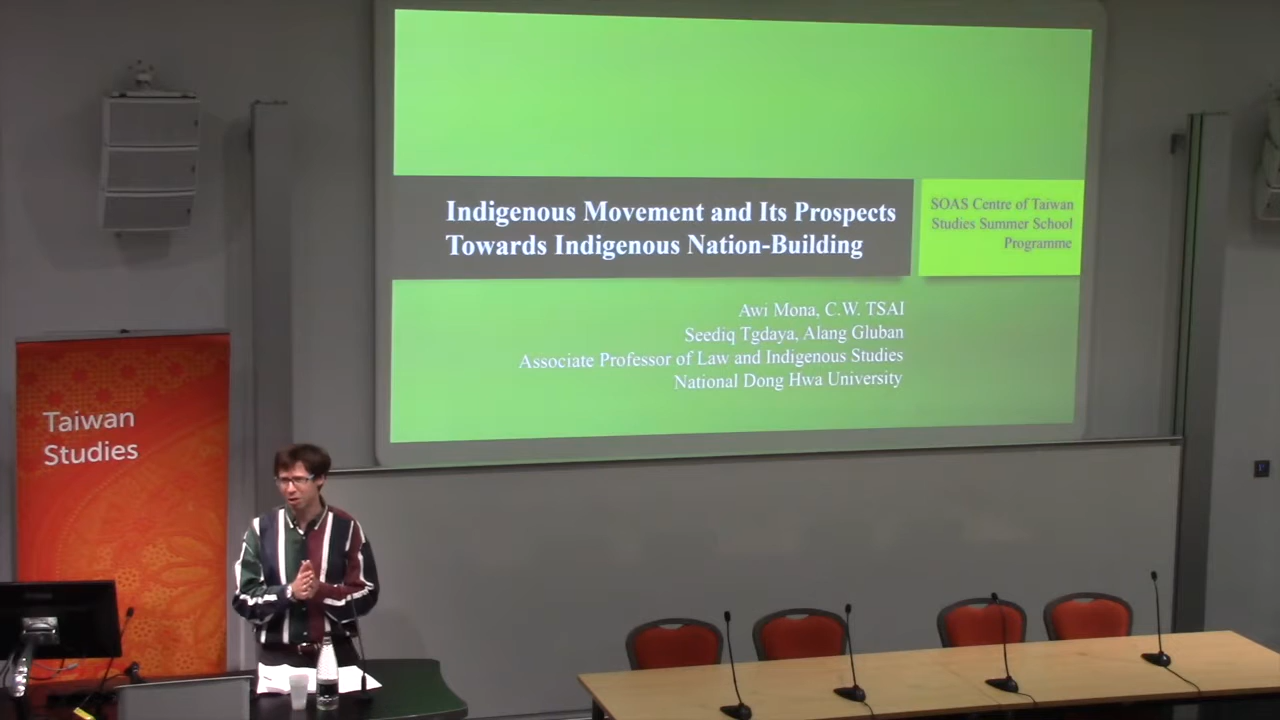 Indigenous Movement and Its Prospects
Towards Indigenous Nation-Building
SOAS Centre of Taiwan
Studies Summer School
Programme
Awi Mona, C.W. TSAI
Seediq Tgdaya, Alang Gluban
Associate Professor of Law and Indigenous Studies
National Dong Hwa University
Taiwan
Studies